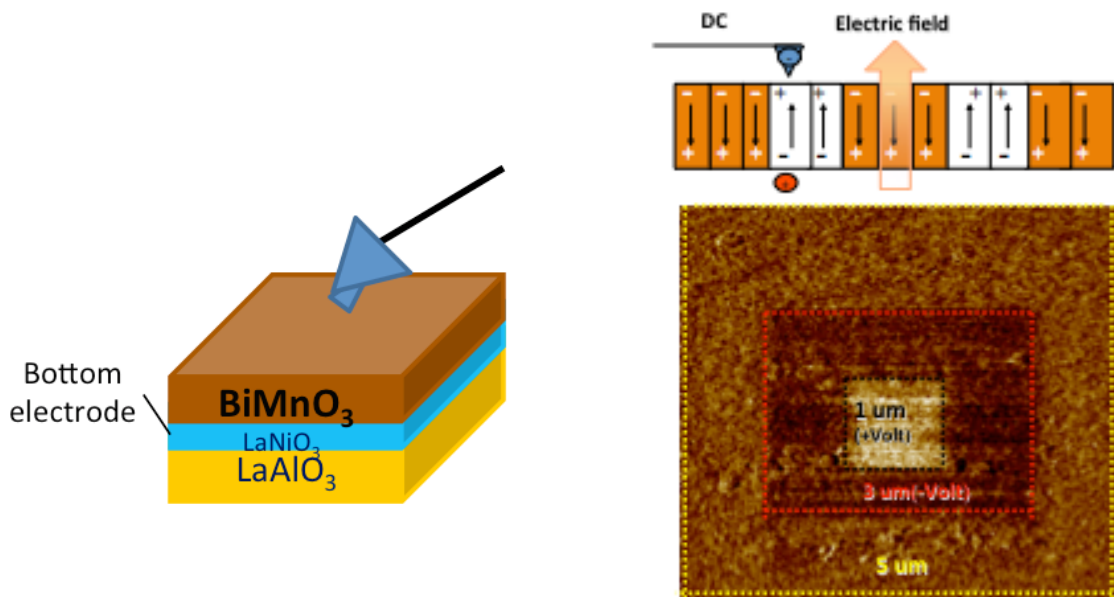 Bottom
electrode
BiMnO₃
LaNiO₃
LaAlO₃
DC
Electric field
- - - + + - - - + + - -
+ + + - - + + + - - + +
1 um
(+Volt)
3 um(-Volt)
5 um